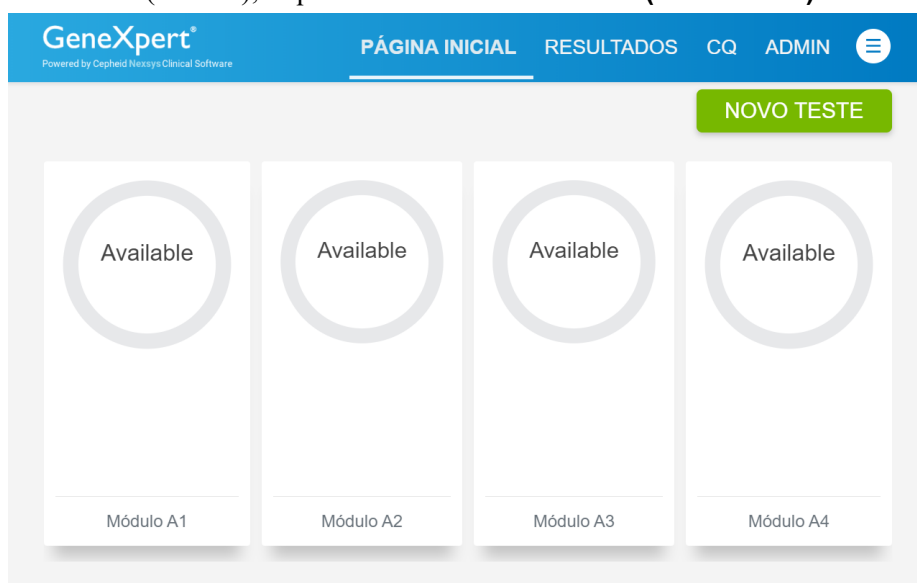 GeneXpert®
Powered by Cepheid Nexsys Clinical Software
PÁGINA INICIAL RESULTADOS CQ ADMIN
NOVO TESTE
Available Available Available Available
Módulo A1 Módulo A2 Módulo A3 Módulo A4